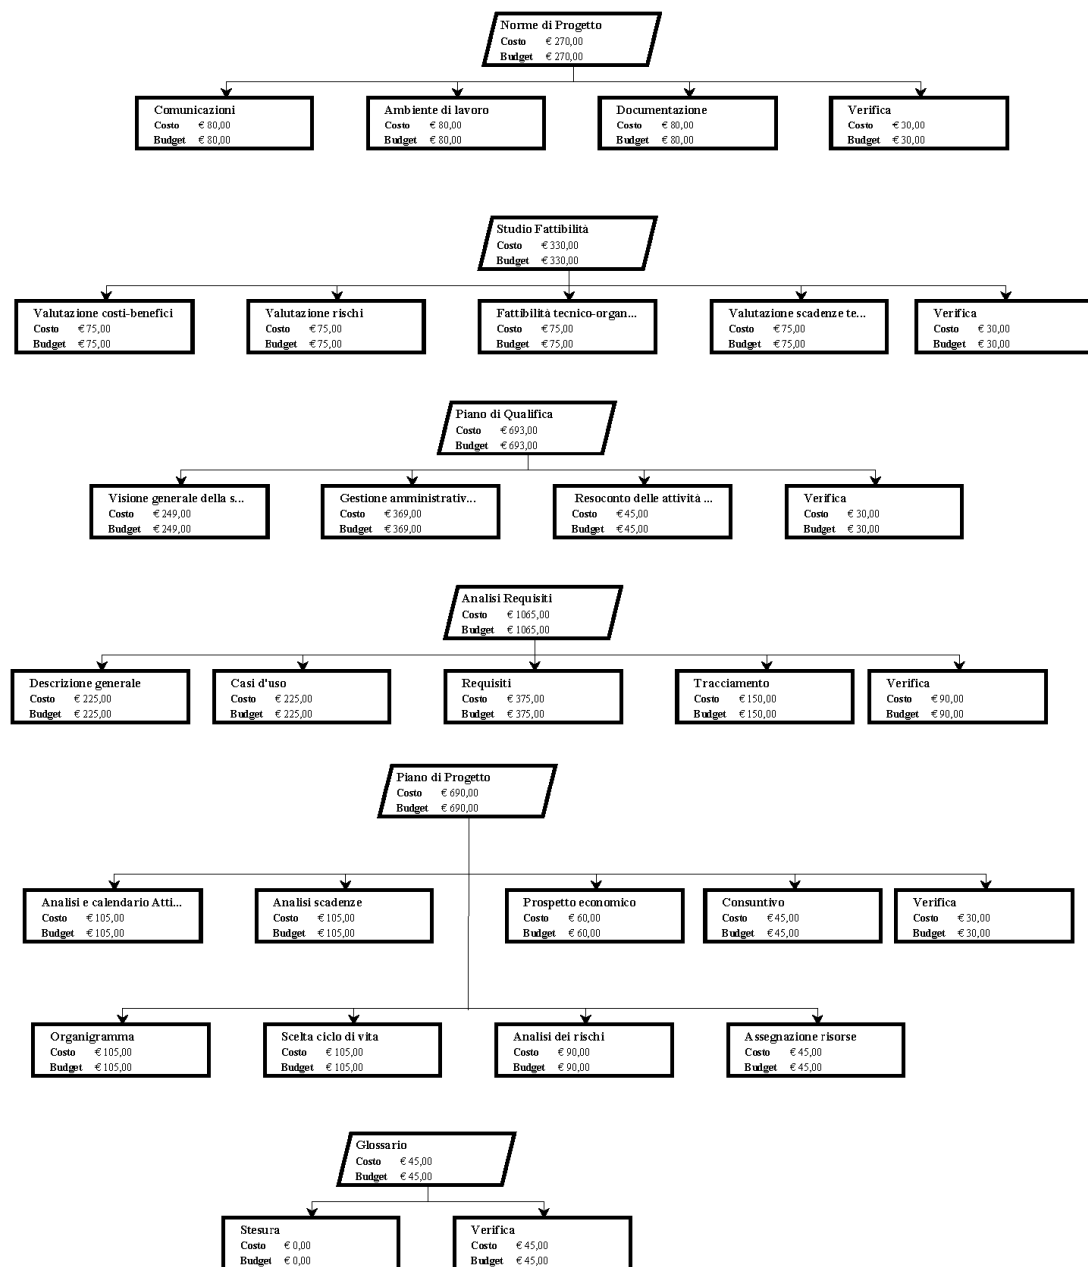 Norme di Progetto
Costo € 270,00
Budget € 270,00
Comunicazioni
Costo € 80,00
Budget € 80,00
Ambiente di lavoro
Costo € 80,00
Budget € 80,00
Documentazione
Costo € 80,00
Budget € 80,00
Verifica
Costo € 30,00
Budget € 30,00
Studio Fattibilità
Costo € 330,00
Budget € 330,00
Valutazione costi-benefici
Costo € 75,00
Budget € 75,00
Valutazione rischi
Costo € 75,00
Budget € 75,00
Fattibilità tecnico-organ...
Costo € 75,00
Budget € 75,00
Valutazione scadenze te...
Costo € 75,00
Budget € 75,00
Verifica
Costo € 30,00
Budget € 30,00
Piano di Qualifica
Costo € 693,00
Budget € 693,00
Visione generale della s...
Costo € 249,00
Budget € 249,00
Gestione amministrativ...
Costo € 369,00
Budget € 369,00
Resoconto delle attività ...
Costo € 45,00
Budget € 45,00
Verifica
Costo € 30,00
Budget € 30,00
Analisi Requisiti
Costo € 1065,00
Budget € 1065,00
Descrizione generale
Costo € 225,00
Budget € 225,00
Casi d'uso
Costo € 225,00
Budget € 225,00
Requisiti
Costo € 375,00
Budget € 375,00
Tracciamento
Costo € 150,00
Budget € 150,00
Verifica
Costo € 90,00
Budget € 90,00
Piano di Progetto
Costo € 690,00
Budget € 690,00
Analisi e calendario Atti...
Costo € 105,00
Budget € 105,00
Analisi scadenze
Costo € 105,00
Budget € 105,00
Prospetto economico
Costo € 60,00
Budget € 60,00
Consuntivo
Costo € 45,00
Budget € 45,00
Verifica
Costo € 30,00
Budget € 30,00
Organigramma
Costo € 105,00
Budget € 105,00
Scelta ciclo di vita
Costo € 105,00
Budget € 105,00
Analisi dei rischi
Costo € 90,00
Budget € 90,00
Assegnazione risorse
Costo € 45,00
Budget € 45,00
Glossario
Costo € 45,00
Budget € 45,00
Stesura
Costo € 0,00
Budget € 0,00
Verifica
Costo € 45,00
Budget € 45,00